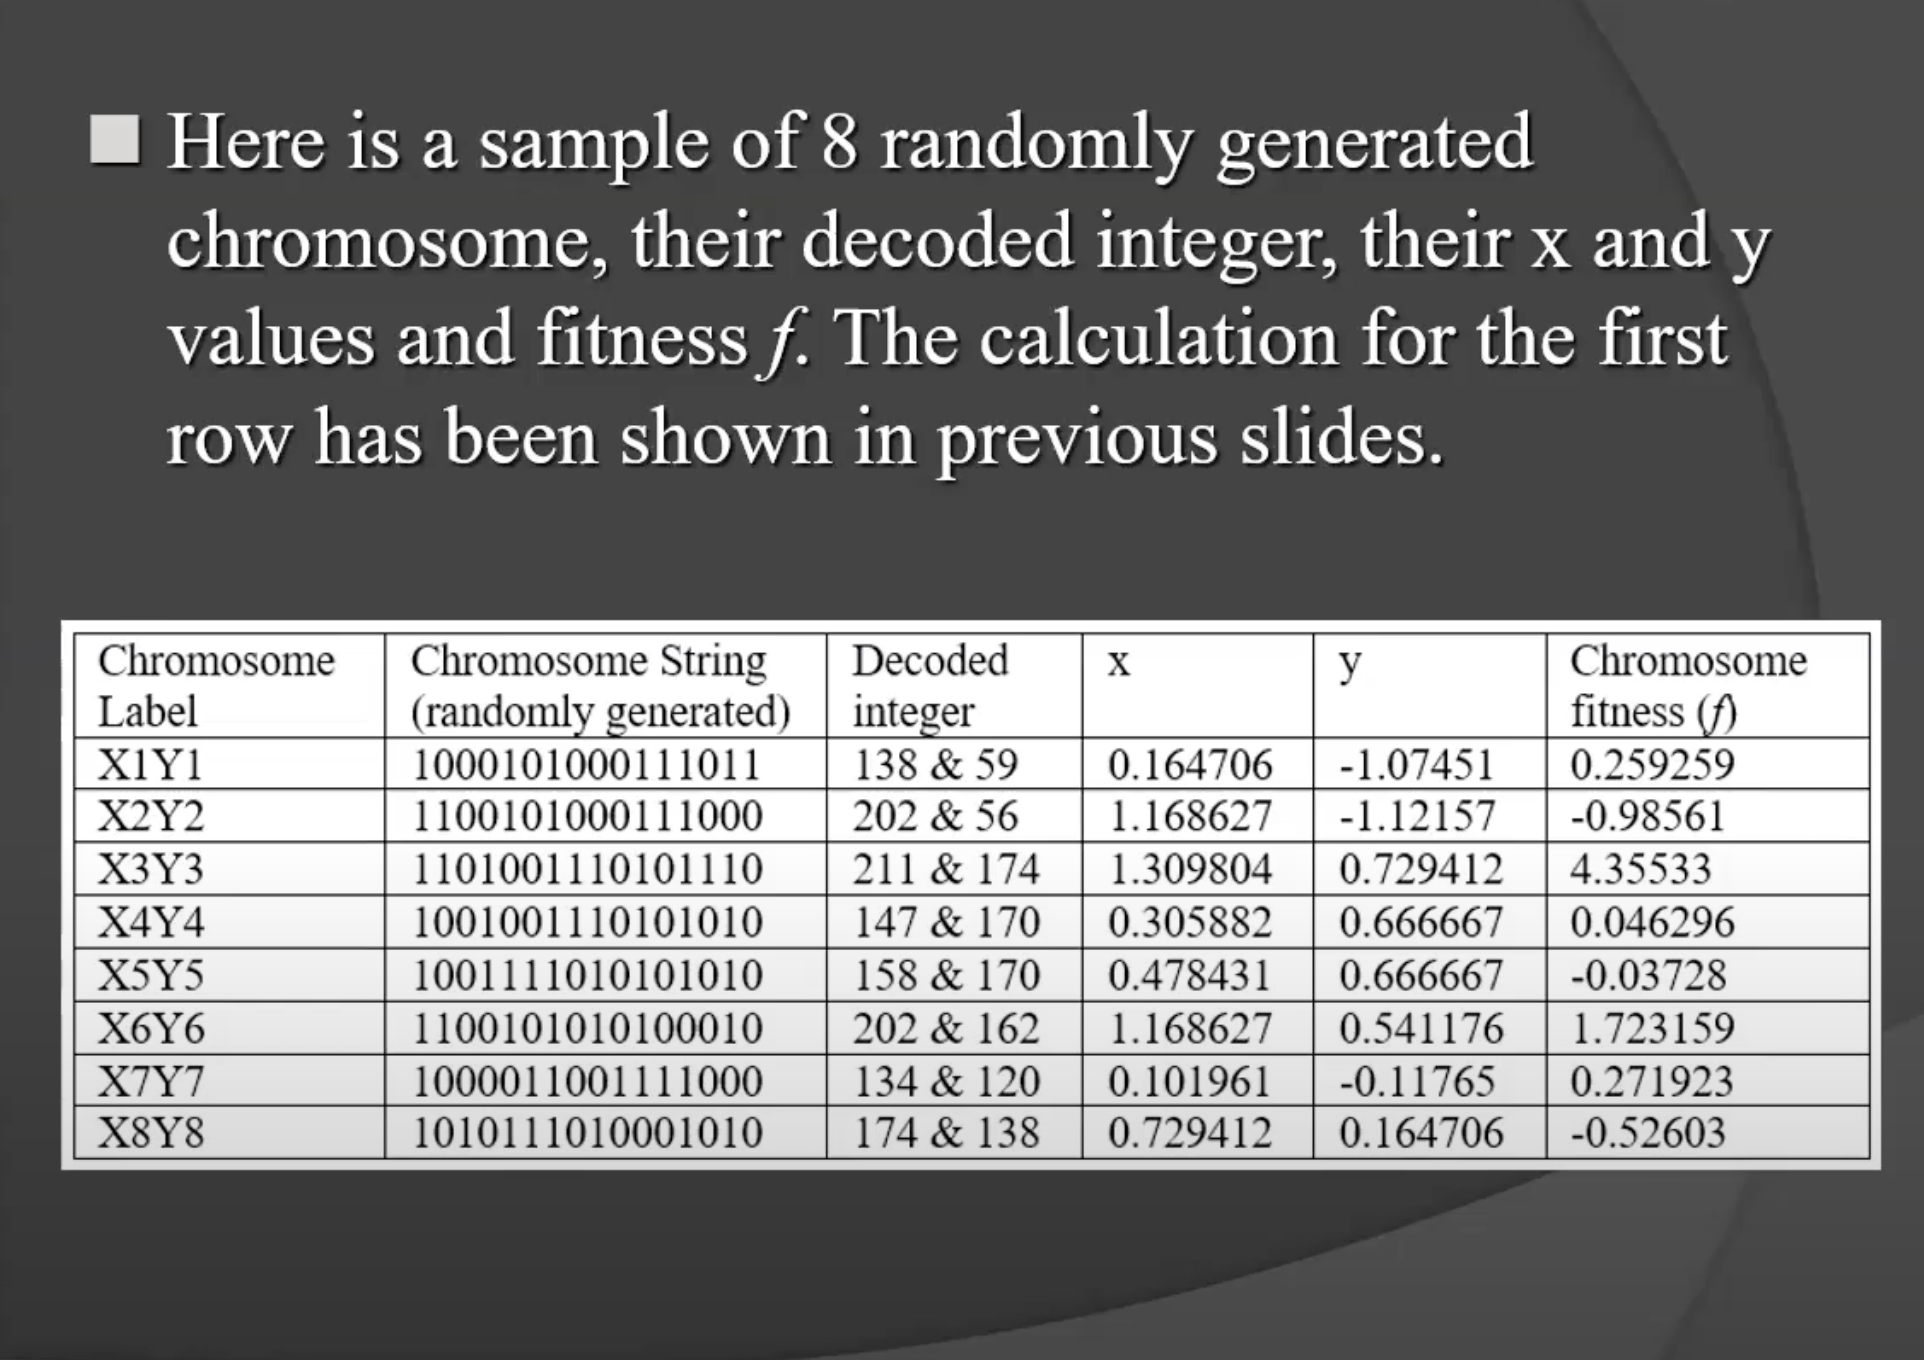 Here is a sample of 8 randomly generated
chromosome, their decoded integer, their x and y
values and fitness f. The calculation for the first
row has been shown in previous slides.
Chromosome Label | Chromosome String (randomly generated) | Decoded integer | x | y | Chromosome fitness (f)
X1Y1 | 1000101000111011 | 138 & 59 | 0.164706 | -1.07451 | 0.259259
X2Y2 | 1100101000111000 | 202 & 56 | 1.168627 | -1.12157 | -0.98561
X3Y3 | 1101001110101110 | 211 & 174 | 1.309804 | 0.729412 | 4.35533
X4Y4 | 1001001110101010 | 147 & 170 | 0.305882 | 0.666667 | 0.046296
X5Y5 | 1001111010101010 | 158 & 170 | 0.478431 | 0.666667 | -0.03728
X6Y6 | 1100101010100010 | 202 & 162 | 1.168627 | 0.541176 | 1.723159
X7Y7 | 1000011001111000 | 134 & 120 | 0.101961 | -0.11765 | 0.271923
X8Y8 | 1010111010001010 | 174 & 138 | 0.729412 | 0.164706 | -0.52603